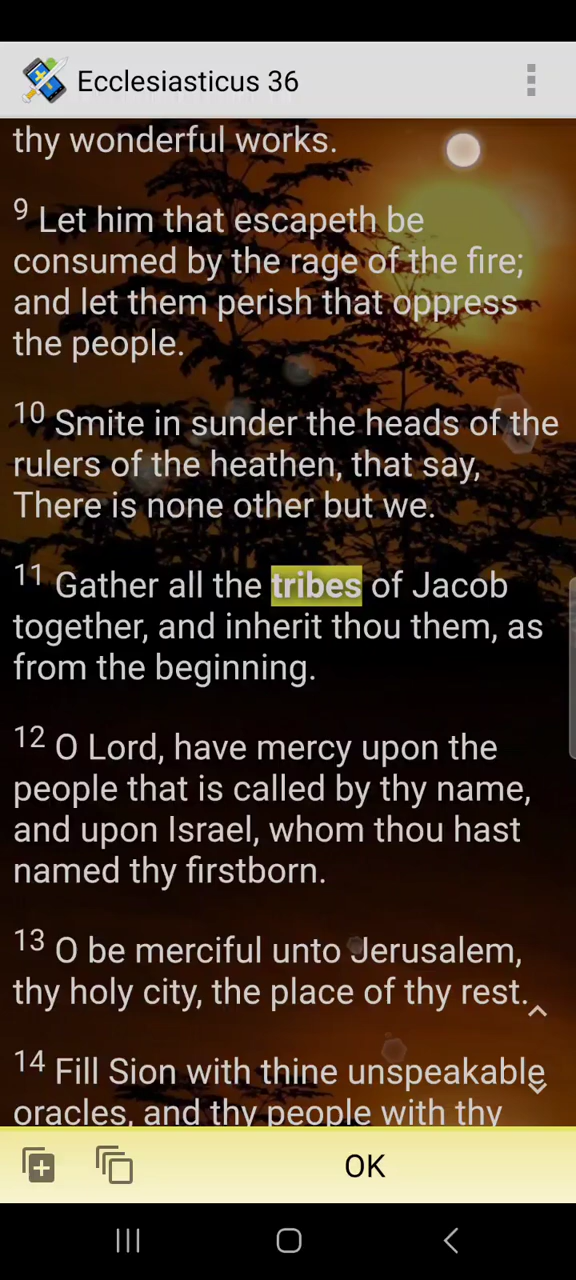 Ecclesiasticus 36
thy wonderful works.
9 Let him that escapeth be
consumed by the rage of the fire;
and let them perish that oppress
the people.
10 Smite in sunder the heads of the
rulers of the heathen, that say,
There is none other but we.
11 Gather all the tribes of Jacob
together, and inherit thou them, as
from the beginning.
12 O Lord, have mercy upon the
people that is called by thy name,
and upon Israel, whom thou hast
named thy firstborn.
13 O be merciful unto Jerusalem,
thy holy city, the place of thy rest.
14 Fill Sion with thine unspeakable
oracles, and thy people with thy
OK